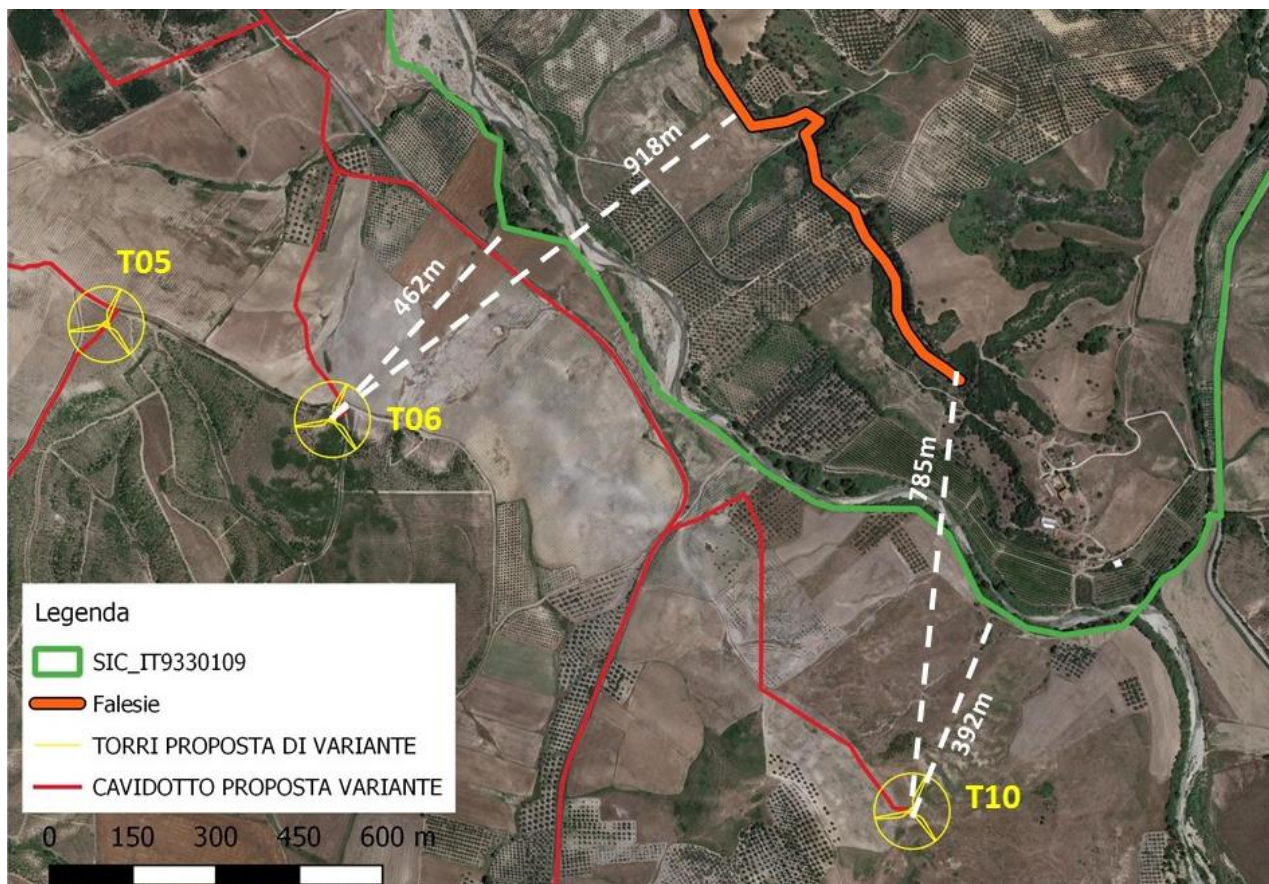 918m
T05
462m
T06
785m
392m
T10
Legenda
SIC_IT9330109
Falesie
TORRI PROPOSTA DI VARIANTE
CAVIDOTTO PROPOSTA VARIANTE
0 150 300 450 600 m